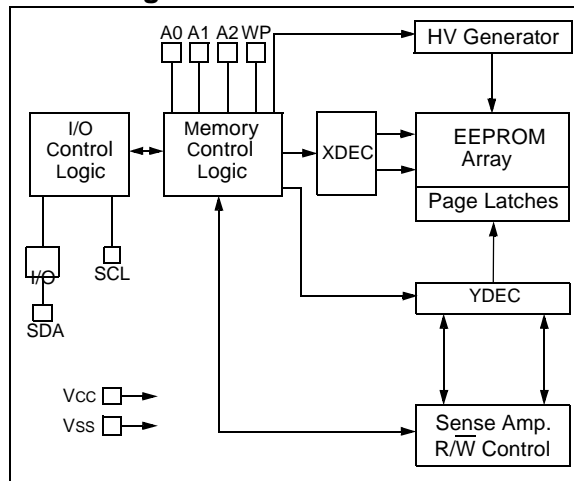 A0 A1 A2 WP
HV Generator
I/O
Control
Logic
Memory
Control
Logic
XDEC
EEPROM
Array
Page Latches
I/O
SCL
SDA
YDEC
Vcc
Vss
Sense Amp.
R/W̅ Control